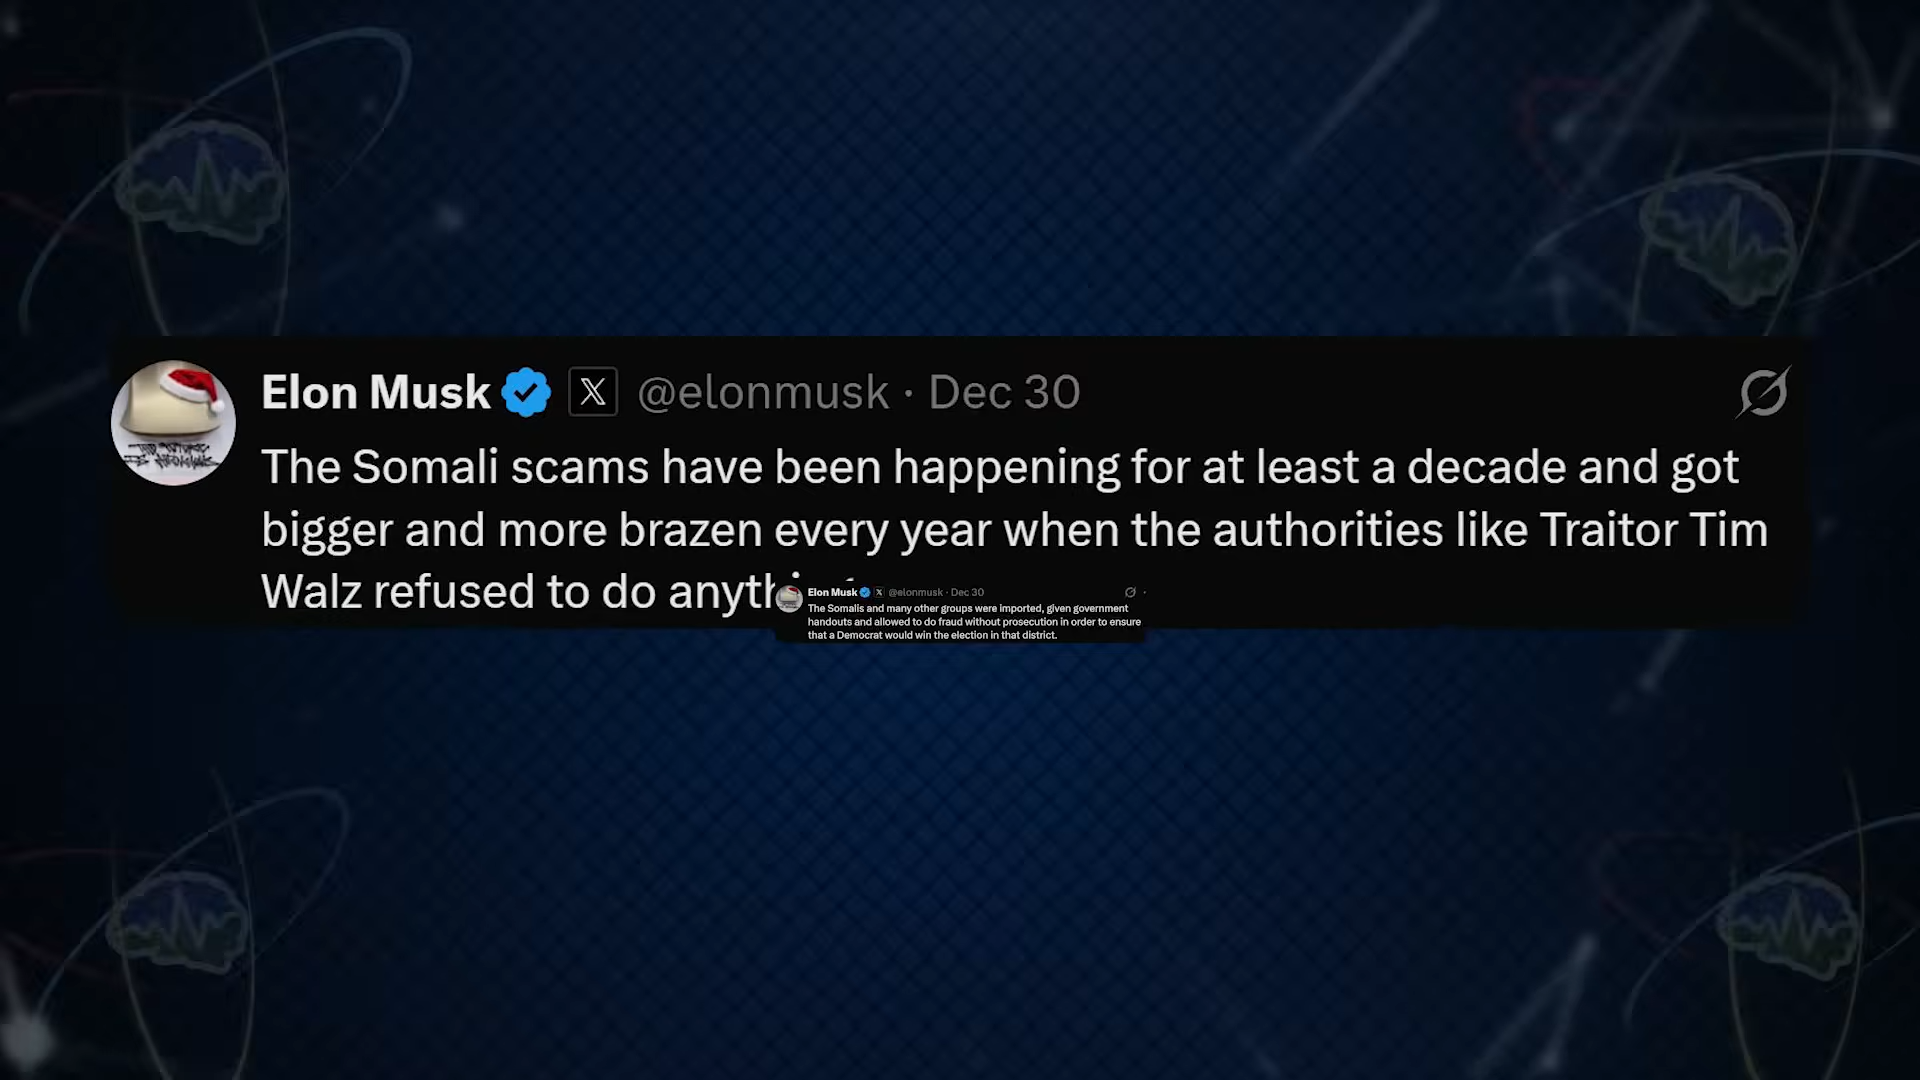 Elon Musk @elonmusk · Dec 30
The Somali scams have been happening for at least a decade and got
bigger and more brazen every year when the authorities like Traitor Tim
Walz refused to do
Elon Musk @elonmusk · Dec 30
The Somalis and many other groups were imported, given government
handouts and allowed to do fraud without prosecution in order to ensure
that a Democrat would win the election in that district.